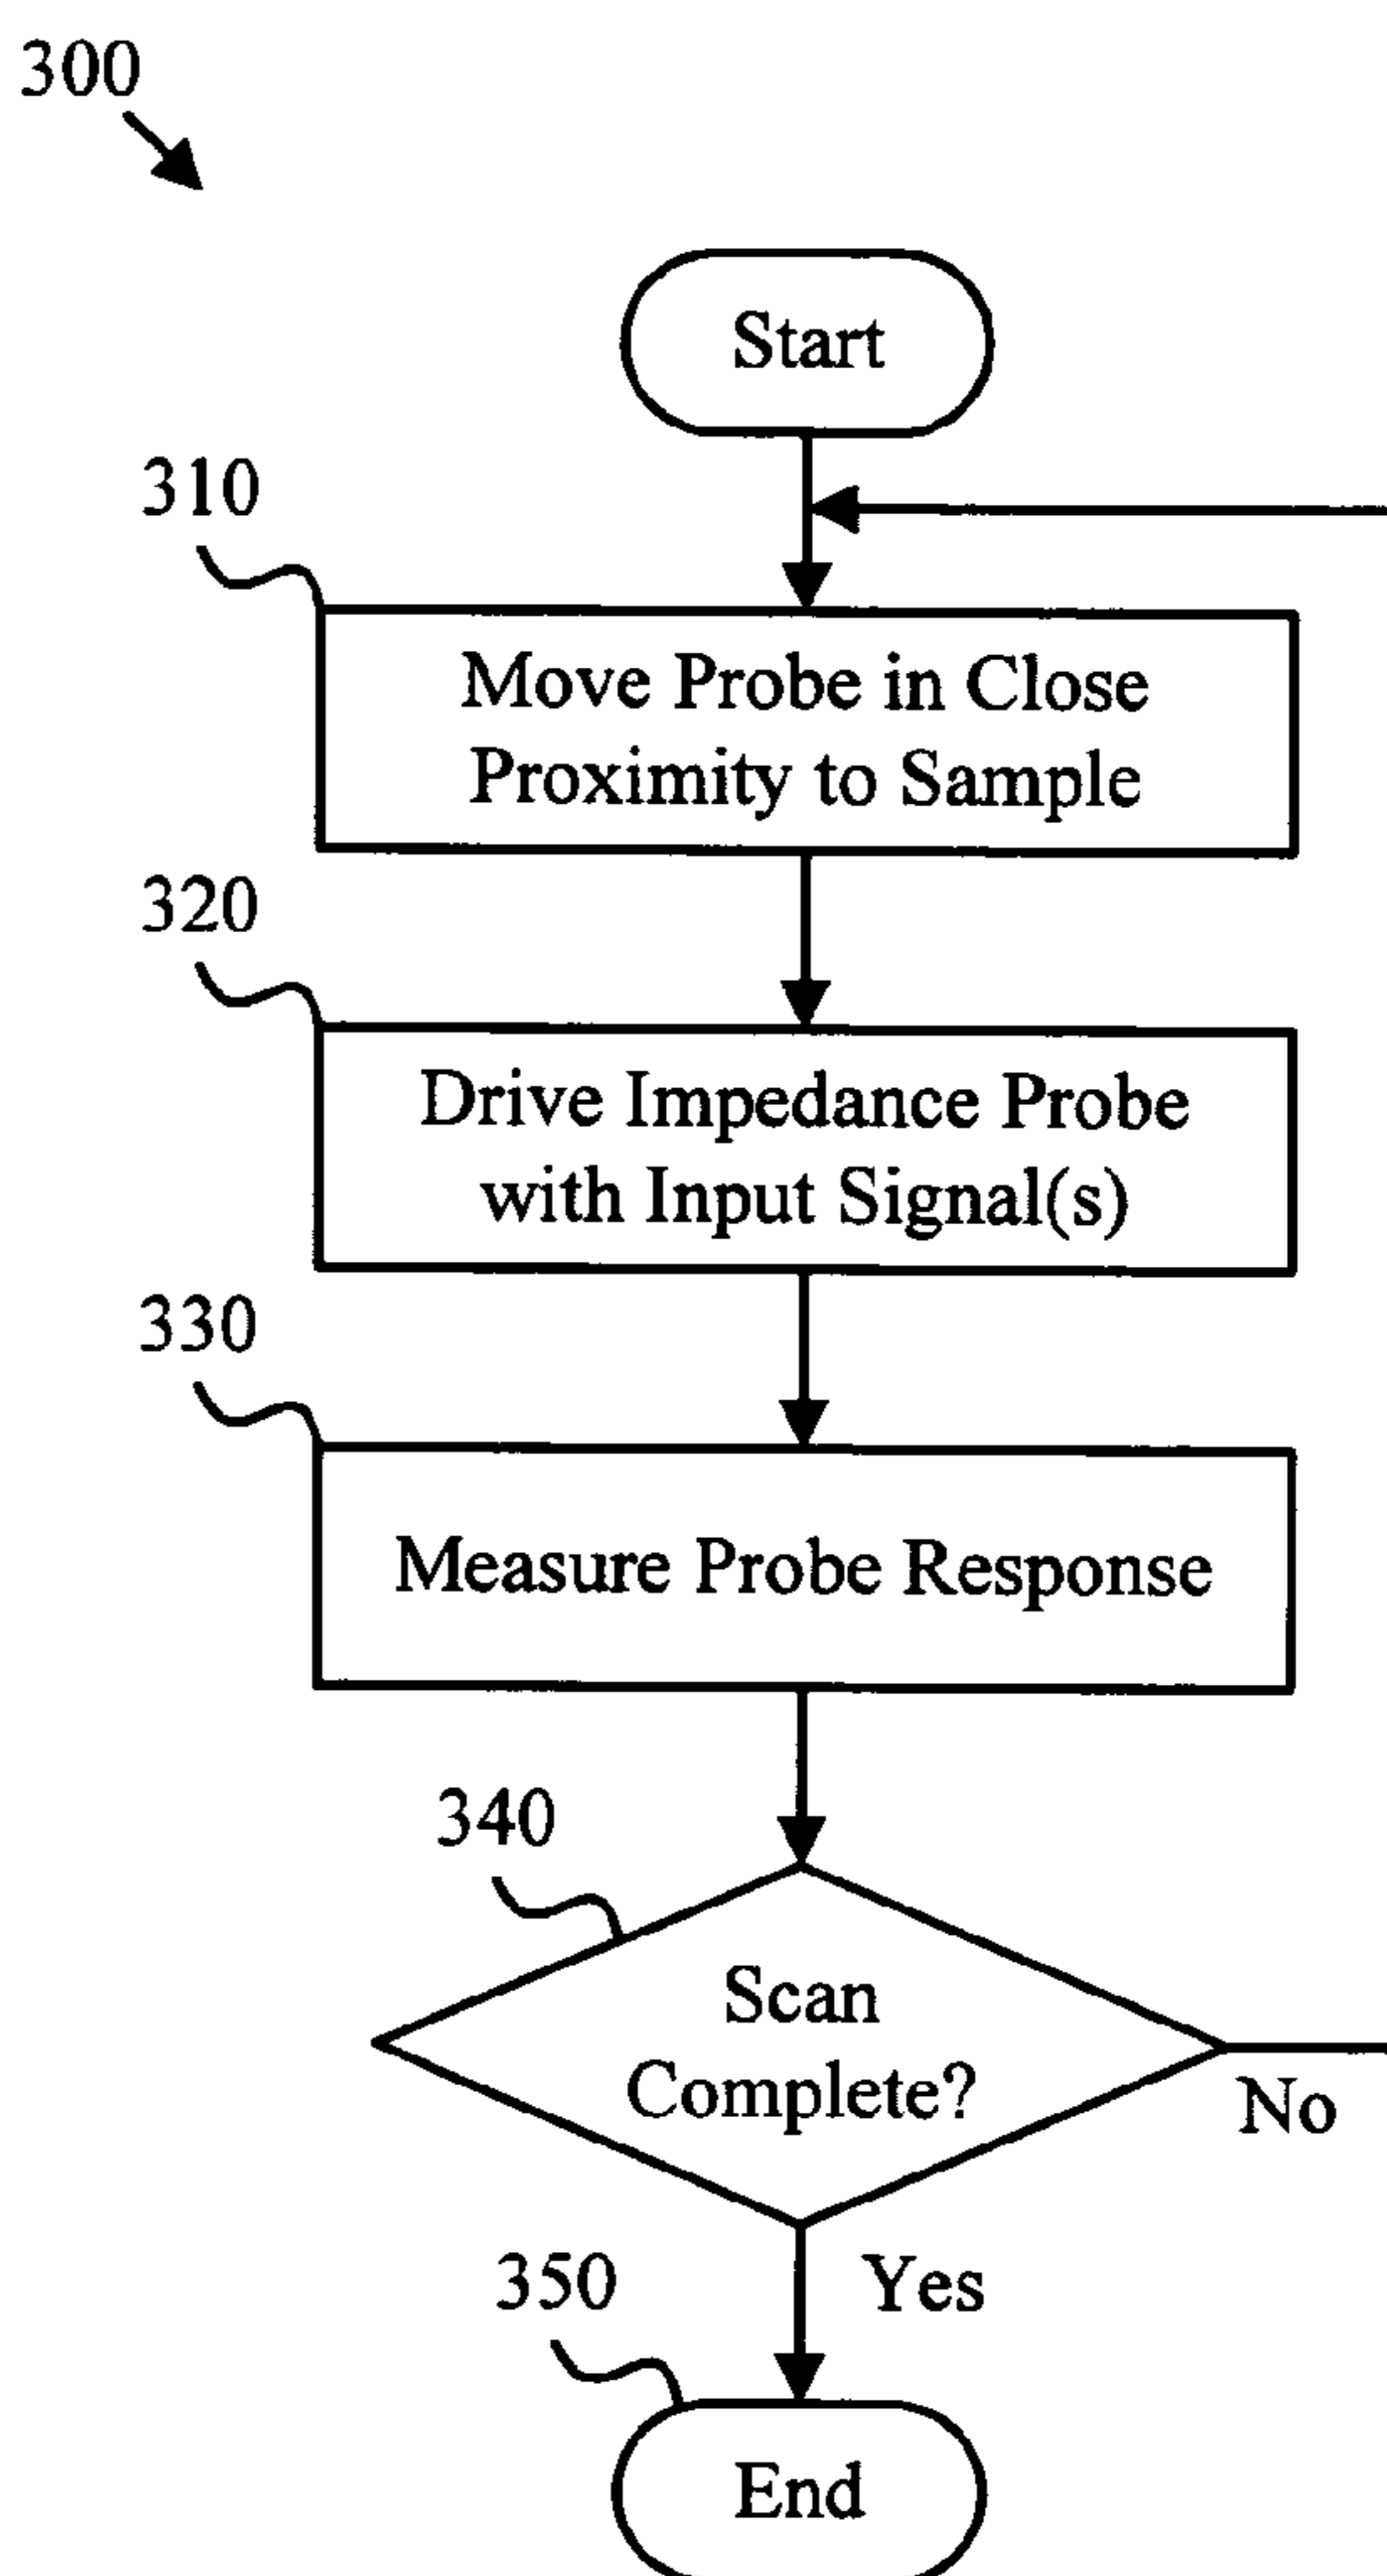 300
Start
310
Move Probe in Close
Proximity to Sample
320
Drive Impedance Probe
with Input Signal(s)
330
Measure Probe Response
340
Scan
Complete?
No
350
Yes
End